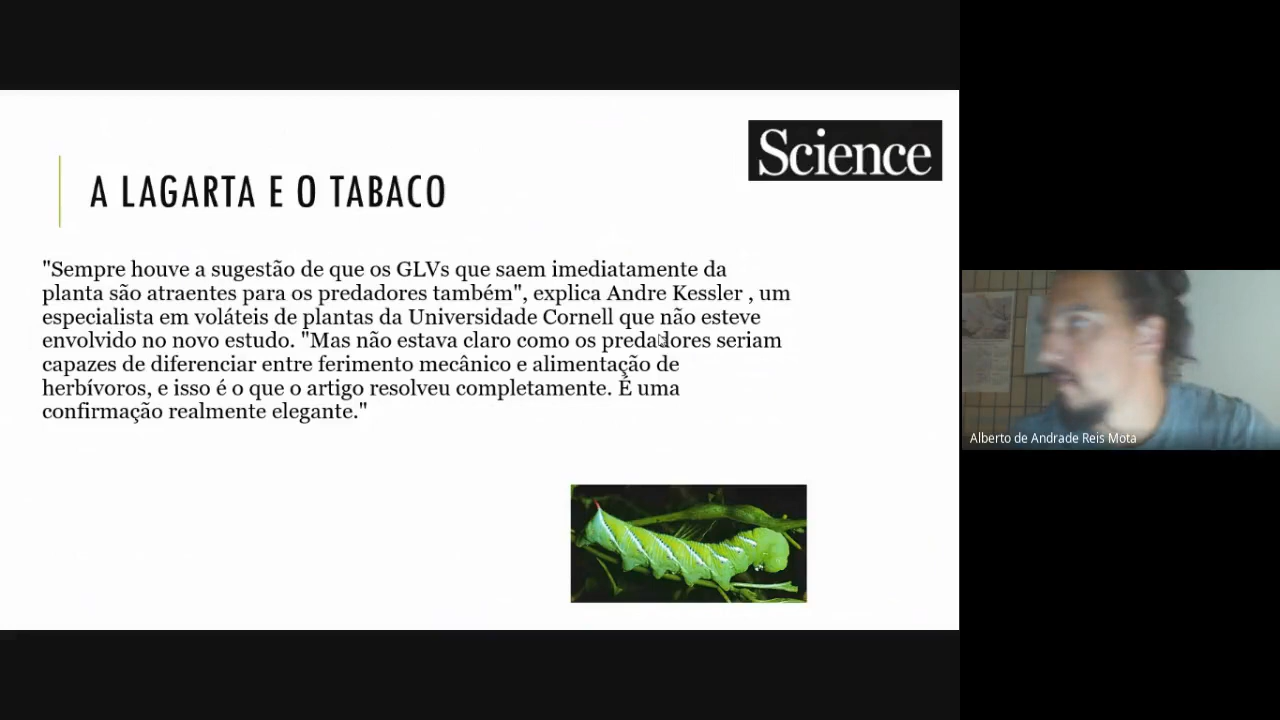 Science
A LAGARTA E O TABACO
"Sempre houve a sugestão de que os GLVs que saem imediatamente da
planta são atraentes para os predadores também", explica Andre Kessler , um
especialista em voláteis de plantas da Universidade Cornell que não esteve
envolvido no novo estudo. "Mas não estava claro como os predadores seriam
capazes de diferenciar entre ferimento mecânico e alimentação de
herbívoros, e isso é o que o artigo resolveu completamente. É uma
confirmação realmente elegante."
Alberto de Andrade Reis Mota